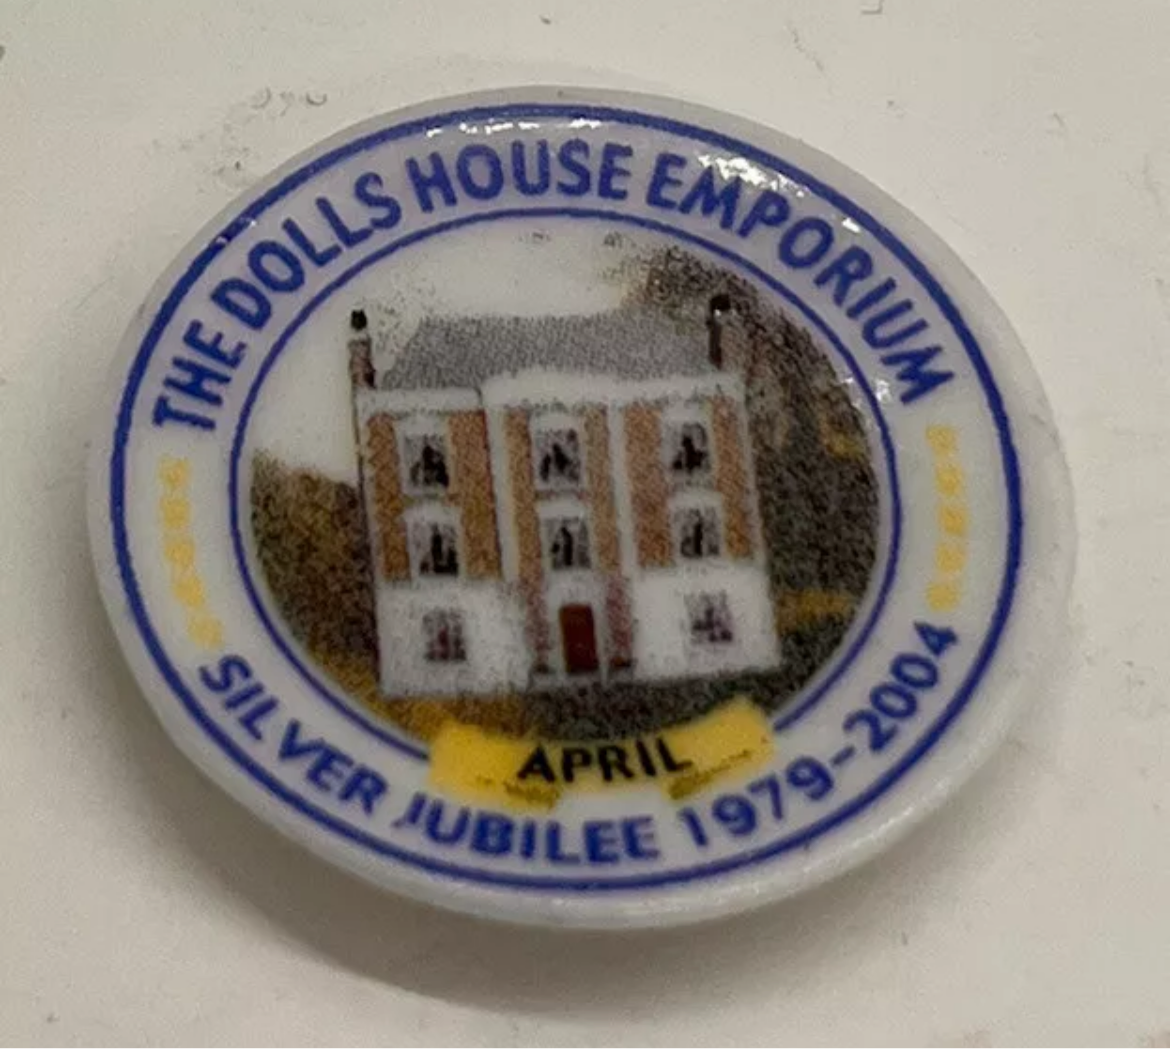 THE DOLLS HOUSE EMPORIUM
APRIL
SILVER JUBILEE 1979-2004